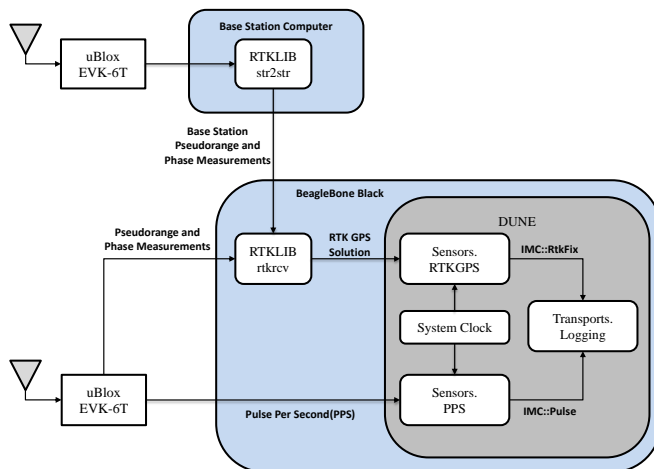 Base Station Computer
uBlox
EVK-6T
RTKLIB
str2str
Base Station
Pseudorange and
Phase Measurements
BeagleBone Black
DUNE
Pseudorange and
Phase Measurements
RTKLIB
rtkrcv
RTK GPS
Solution
Sensors.
RTKGPS
IMC::RtkFix
System Clock
Transports.
Logging
uBlox
EVK-6T
Pulse Per Second(PPS)
Sensors.
PPS
IMC::Pulse